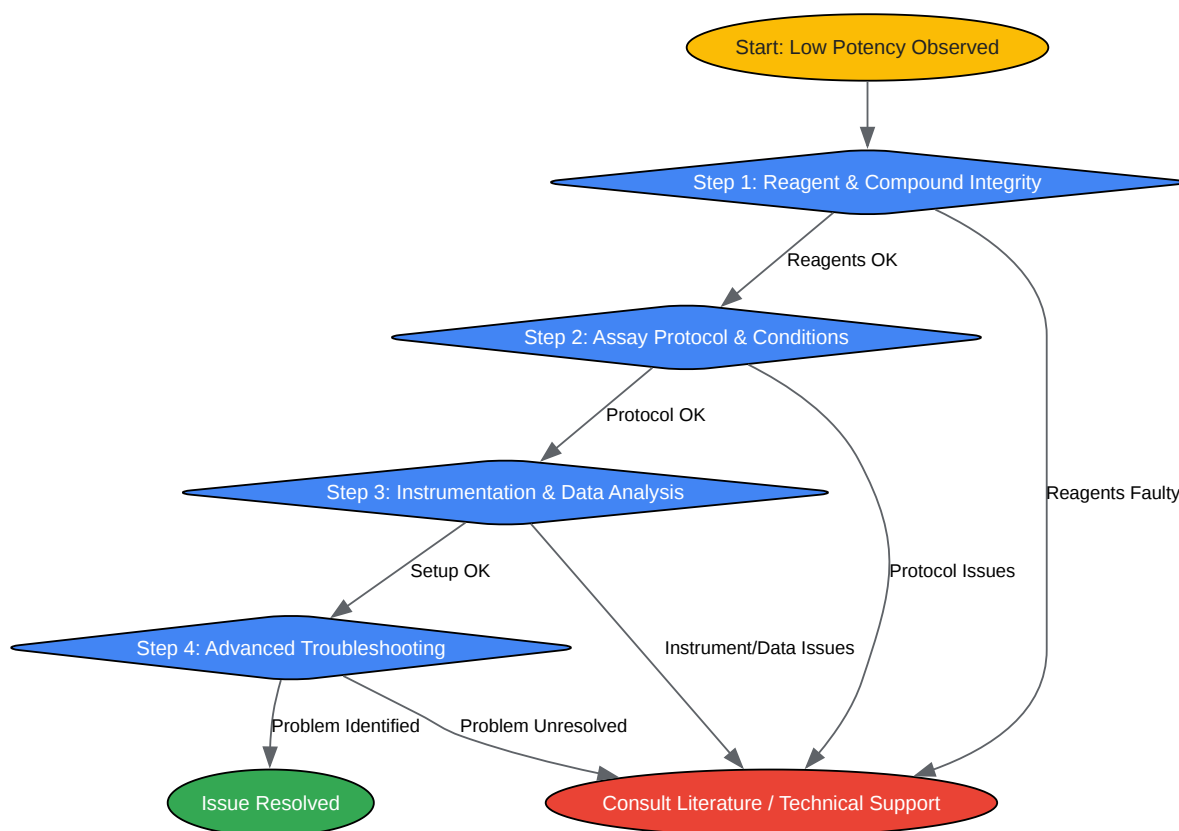 Start: Low Potency Observed
Step 1: Reagent & Compound Integrity
Reagents OK
Step 2: Assay Protocol & Conditions
Protocol OK
Step 3: Instrumentation & Data Analysis
Reagents Faulty
Setup OK
Protocol Issues
Step 4: Advanced Troubleshooting
Instrument/Data Issues
Problem Identified
Problem Unresolved
Issue Resolved
Consult Literature / Technical Support